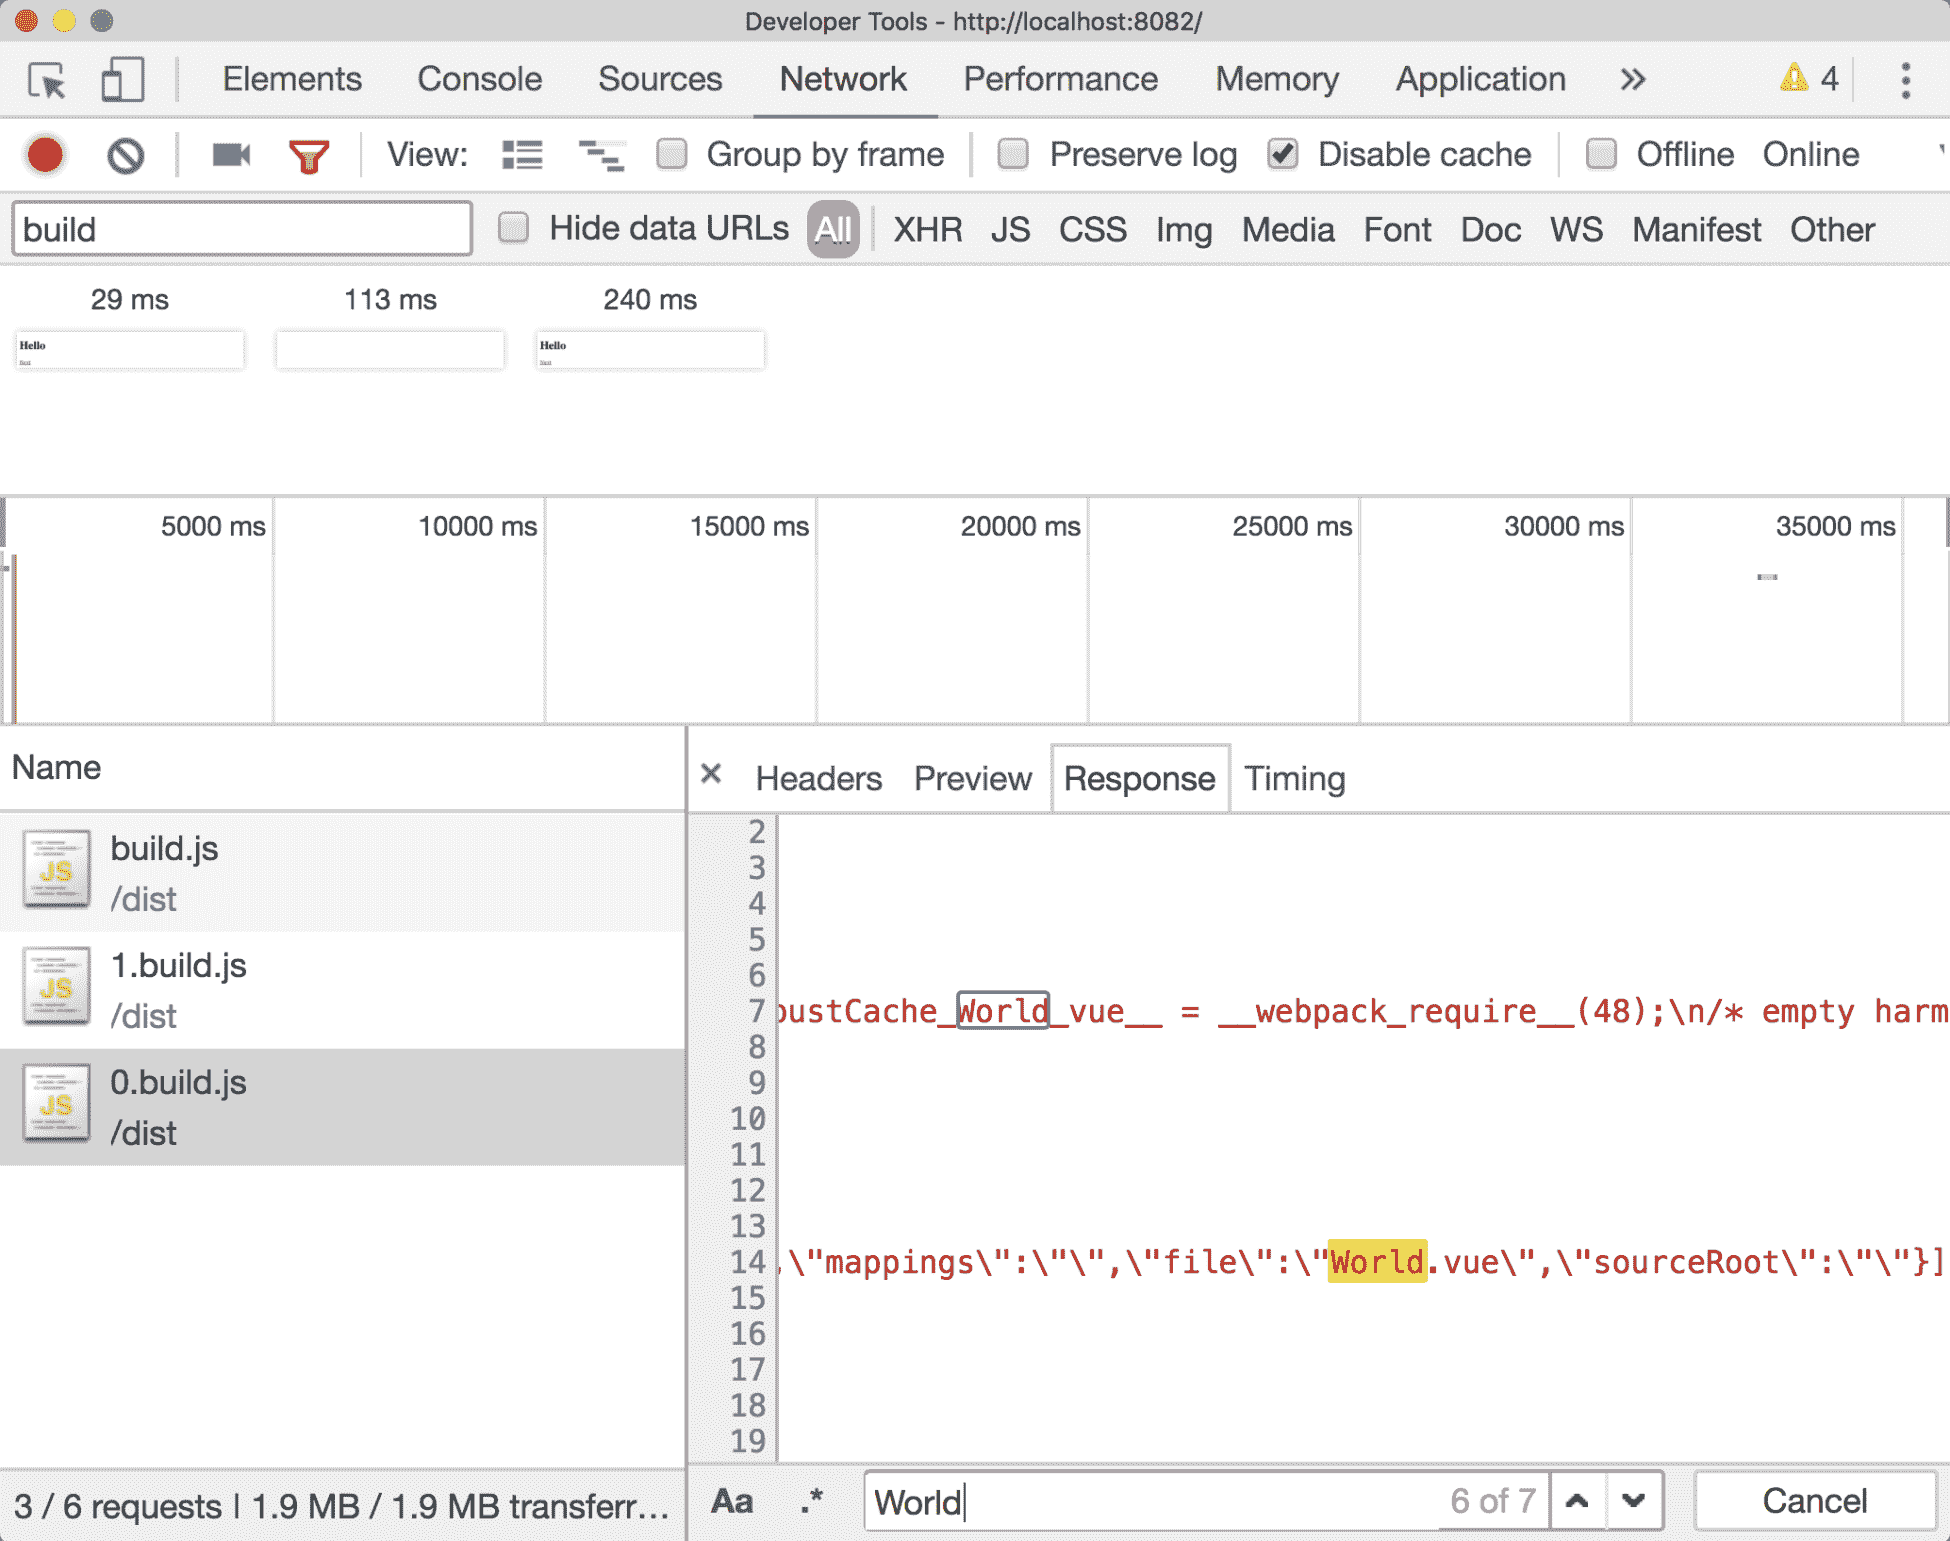 Developer Tools - http://localhost:8082/
Elements Console Sources Network Performance Memory Application » 4
View: Group by frame Preserve log Disable cache Offline Online
build Hide data URLs All XHR JS CSS Img Media Font Doc WS Manifest Other
29 ms 113 ms 240 ms
Hello Hello
5000 ms 10000 ms 15000 ms 20000 ms 25000 ms 30000 ms 35000 ms
Name
JS build.js
/dist
JS 1.build.js
/dist
JS 0.build.js
/dist
3 / 6 requests | 1.9 MB / 1.9 MB transferr...
× Headers Preview Response Timing
2
3
4
5
6
7 oustCache_World_vue__ = __webpack_require__(48);\n/* empty harm
8
9
10
11
12
13
14 ,\"mappings\":\"\",\"file\":\"World.vue\",\"sourceRoot\":\"\"}]
15
16
17
18
19
Aa .* World 6 of 7 Cancel